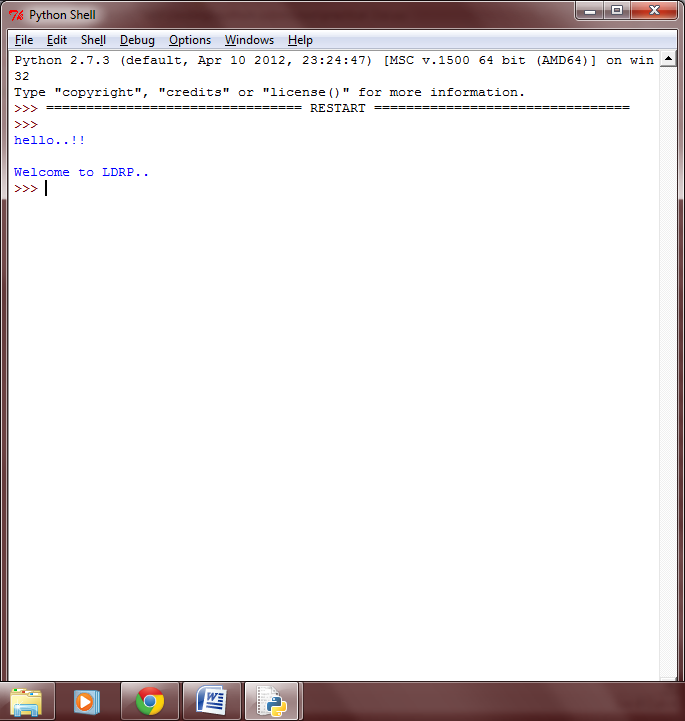 Python Shell
File Edit Shell Debug Options Windows Help
Python 2.7.3 (default, Apr 10 2012, 23:24:47) [MSC v.1500 64 bit (AMD64)] on win
32
Type "copyright", "credits" or "license()" for more information.
>>> ================================ RESTART ================================
>>>
hello..!!
Welcome to LDRP..
>>>